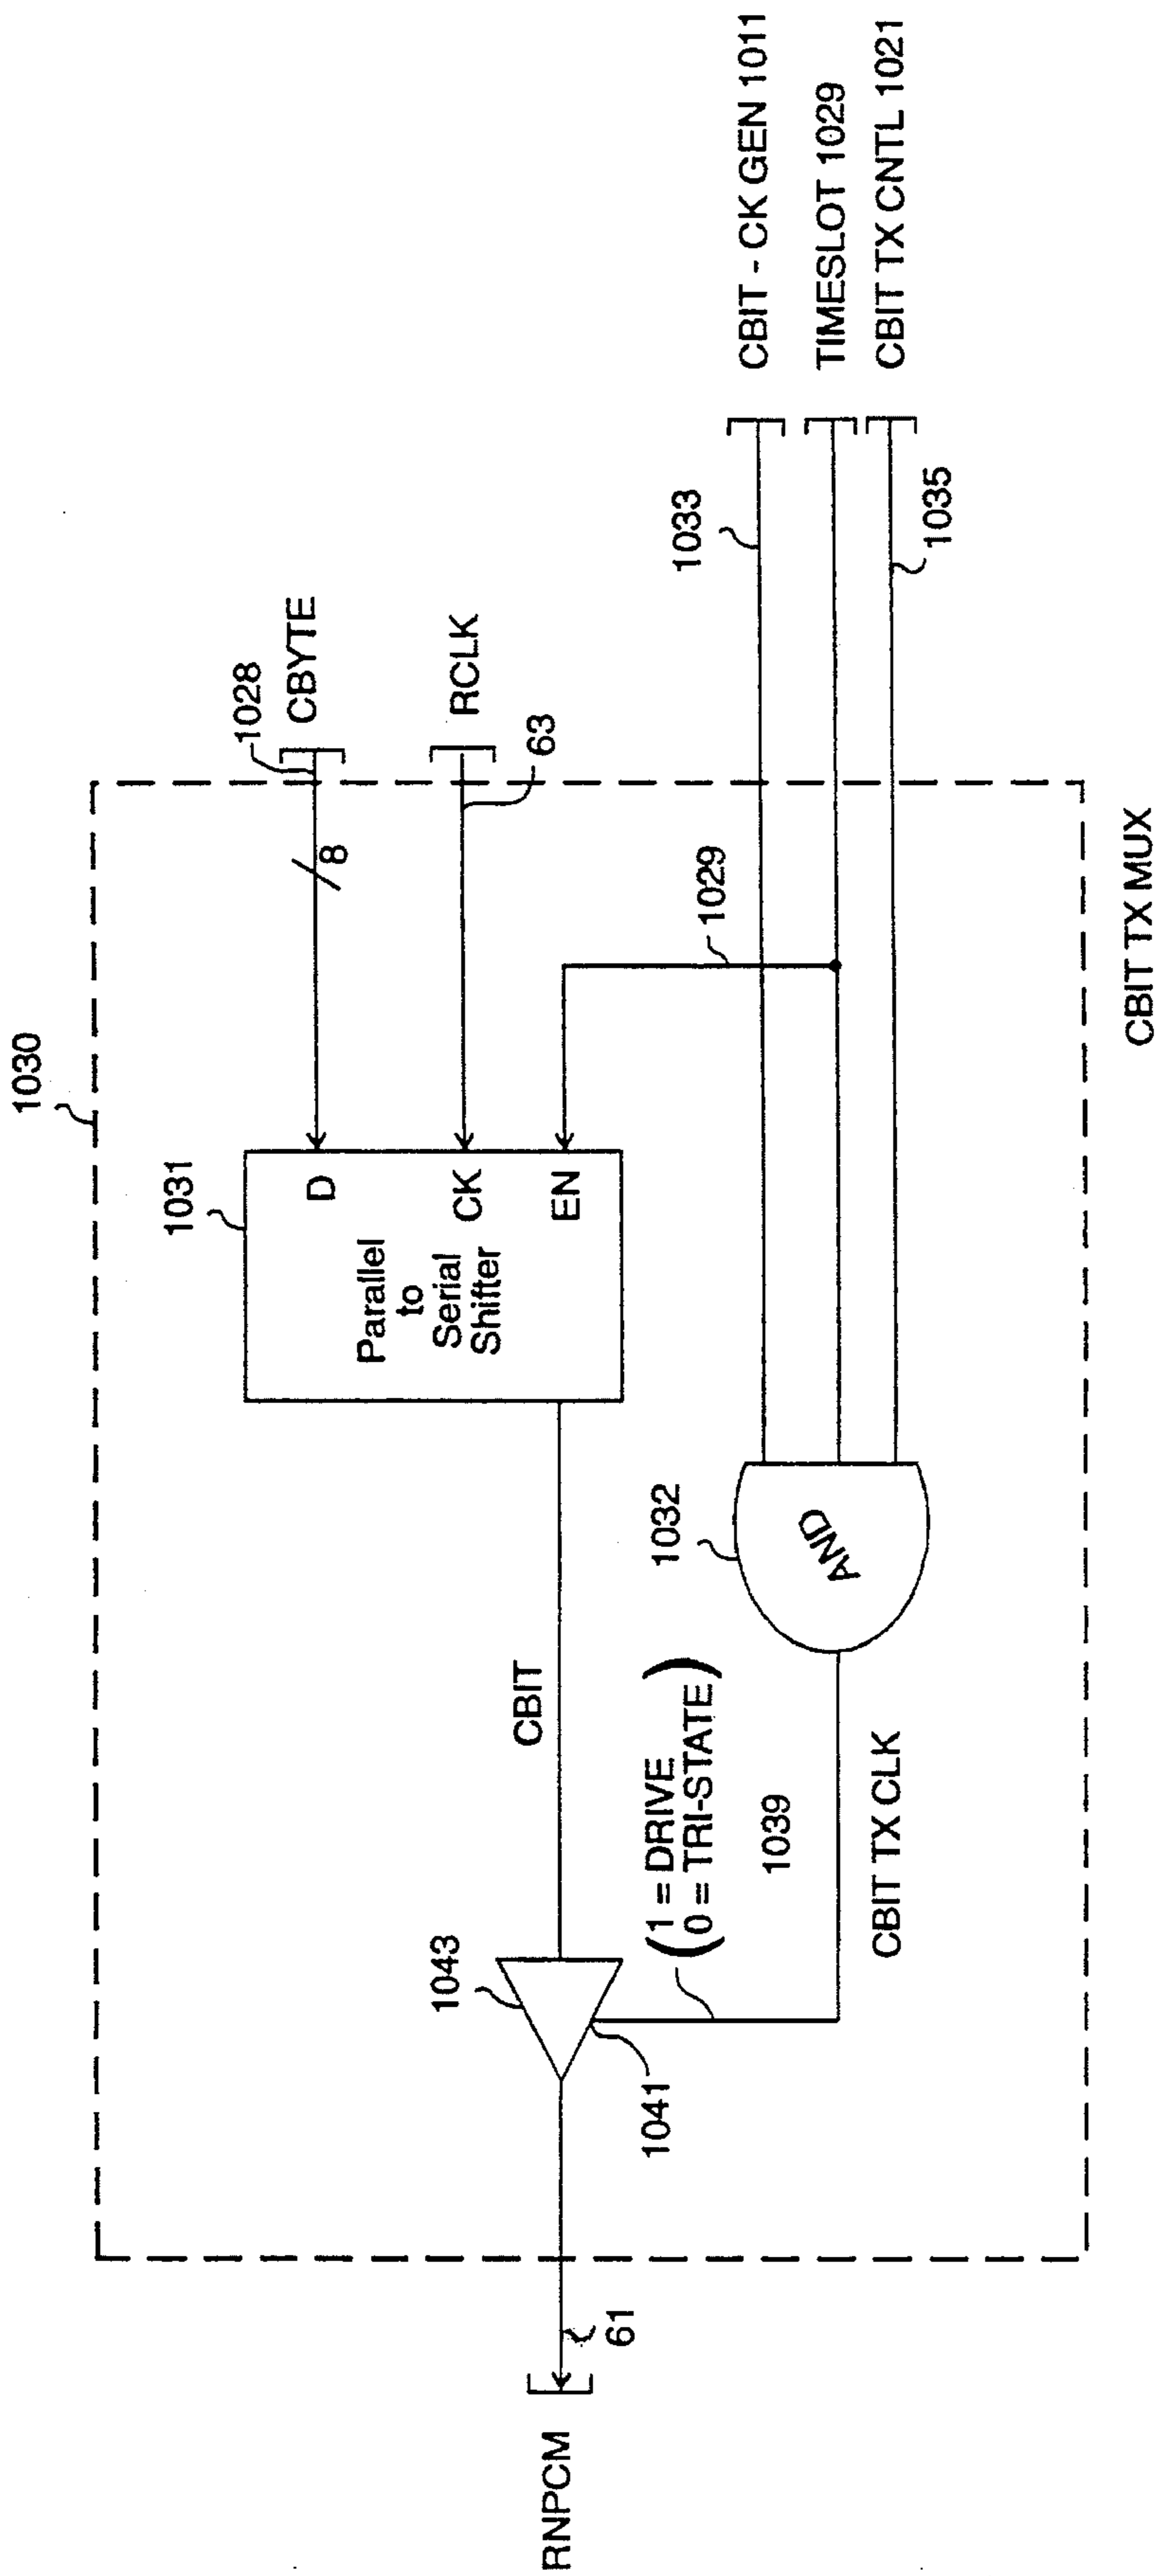 1030
1031
1028
CBYTE
8
D
RCLK
63
CK
EN
Parallel
to
Serial
Shifter
1029
1033
CBIT - CK GEN 1011
TIMESLOT 1029
CBIT TX CNTL 1021
1035
1032
AND
CBIT
1043
1041
(1 = DRIVE
0 = TRI-STATE)
1039
CBIT TX CLK
RNPCM
61
CBIT TX MUX